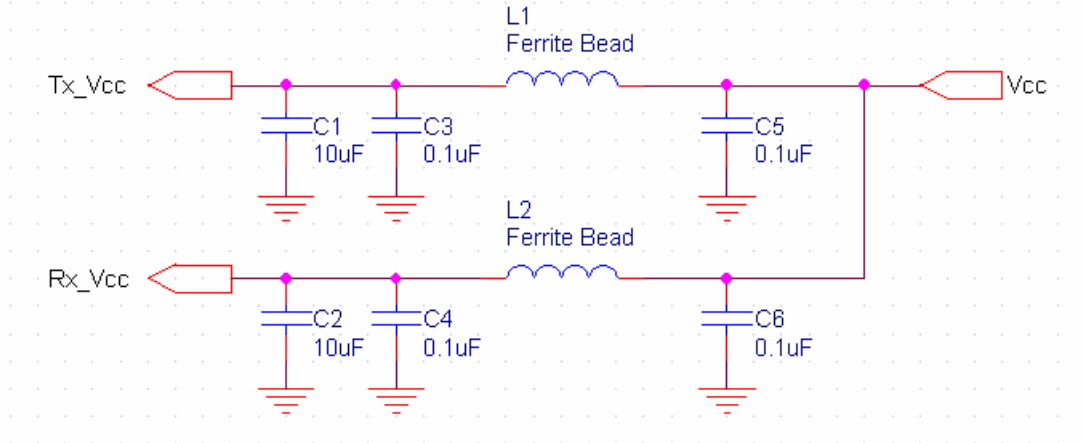 L1
Ferrite Bead
Tx_Vcc
Vcc
C1
10uF
C3
0.1uF
C5
0.1uF
L2
Ferrite Bead
Rx_Vcc
C2
10uF
C4
0.1uF
C6
0.1uF